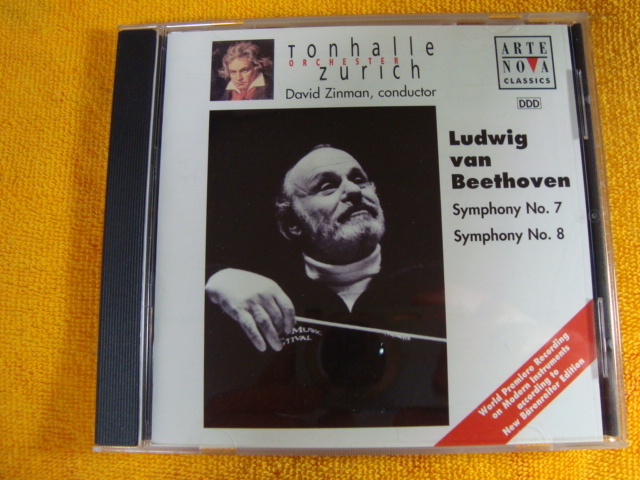 Tonhalle
ORCHESTER
Zurich
David Zinman, conductor
ARTE
NOVA
CLASSICS
DDD
Ludwig
van
Beethoven
Symphony No. 7
Symphony No. 8
MUSIC
World Premiere Recording
on Modern Instruments
according to
New Bärenreiter Edition